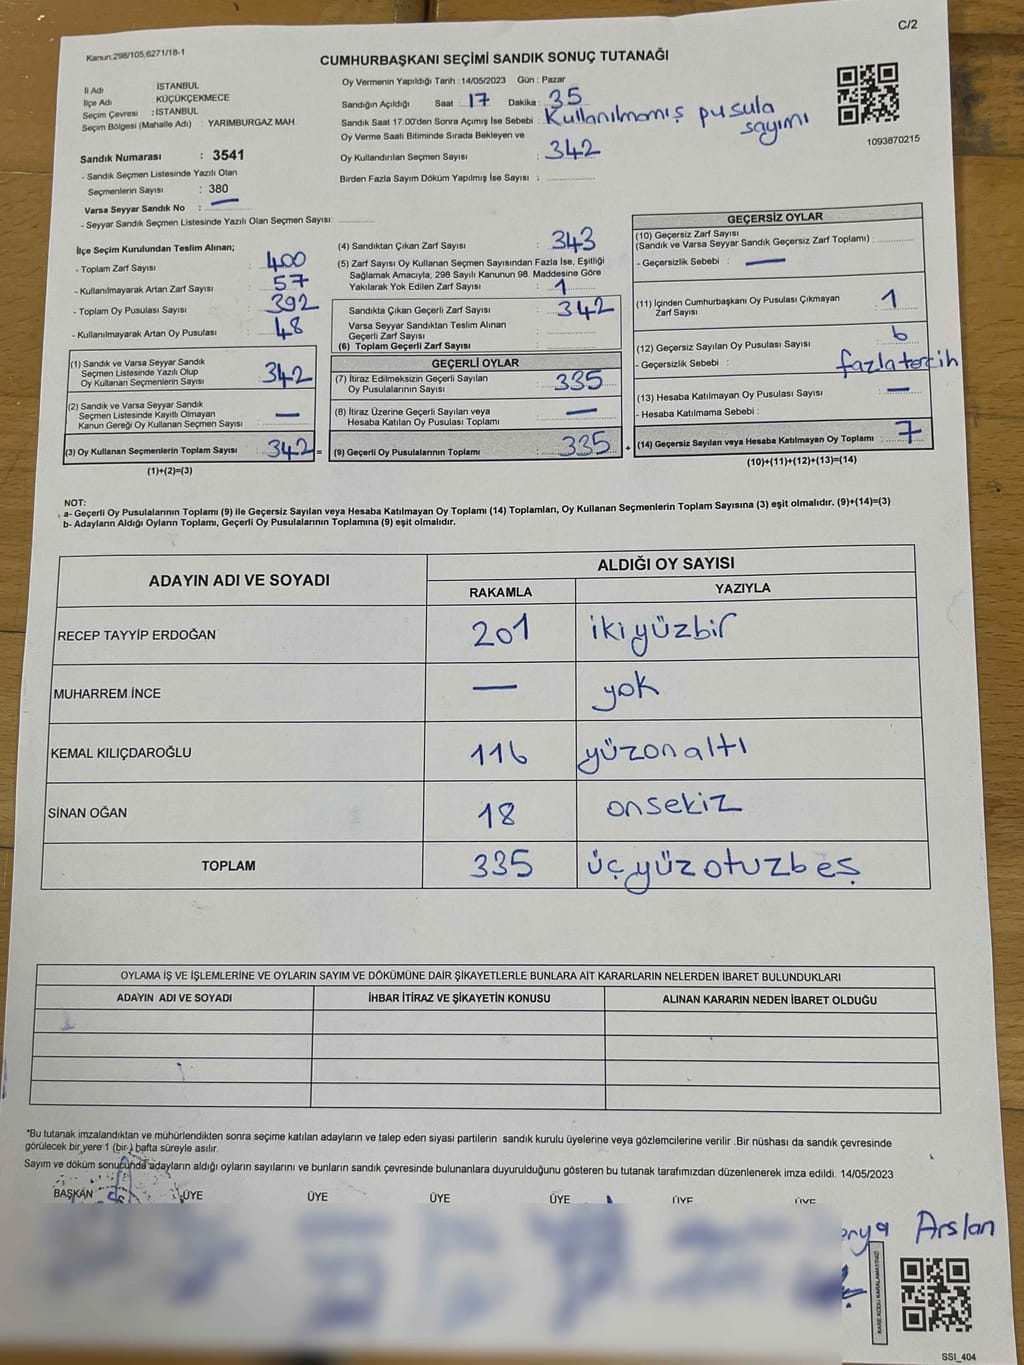 C/2
Kanun;298/105;6271/18-1
CUMHURBAŞKANI SEÇİMİ SANDIK SONUÇ TUTANAĞI
İl Adı : İSTANBUL
İlçe Adı : KÜÇÜKÇEKMECE
Seçim Çevresi : İSTANBUL
Seçim Bölgesi (Mahalle Adı) : YARIMBURGAZ MAH.
Sandık Numarası : 3541
- Sandık Seçmen Listesinde Yazılı Olan
Seçmenlerin Sayısı : 380
Varsa Seyyar Sandık No : —
- Seyyar Sandık Seçmen Listesinde Yazılı Olan Seçmen Sayısı:
Oy Vermenin Yapıldığı Tarih : 14/05/2023 Gün : Pazar
Sandığın Açıldığı Saat : 17 Dakika : 35
Sandık Saat 17.00'den Sonra Açımış İse Sebebi : Kullanılmamış pusula
sayımı
Oy Verme Saati Bitiminde Sırada Bekleyen ve
Oy Kullandırılan Seçmen Sayısı : 342
Birden Fazla Sayım Döküm Yapılmış İse Sayısı :
1093870215
İlçe Seçim Kurulundan Teslim Alınan;
- Toplam Zarf Sayısı : 400
- Kullanılmayarak Artan Zarf Sayısı : 57
- Toplam Oy Pusulası Sayısı : 392
- Kullanılmayarak Artan Oy Pusulası : 48
(1) Sandık ve Varsa Seyyar Sandık
Seçmen Listesinde Yazılı Olup
Oy Kullanan Seçmenlerin Sayısı : 342
(2) Sandık ve Varsa Seyyar Sandık
Seçmen Listesinde Kayıtlı Olmayan
Kanun Gereği Oy Kullanan Seçmen Sayısı : —
(3) Oy Kullanan Seçmenlerin Toplam Sayısı : 342 =
(1)+(2)=(3)
(4) Sandıktan Çıkan Zarf Sayısı : 343
(5) Zarf Sayısı Oy Kullanan Seçmen Sayısından Fazla İse, Eşitliği
Sağlamak Amacıyla; 298 Sayılı Kanunun 98. Maddesine Göre
Yakılarak Yok Edilen Zarf Sayısı : 1
Sandıkta Çıkan Geçerli Zarf Sayısı : 342
Varsa Seyyar Sandıktan Teslim Alınan
Geçerli Zarf Sayısı :
(6) Toplam Geçerli Zarf Sayısı :
GEÇERLİ OYLAR
(7) İtiraz Edilmeksizin Geçerli Sayılan
Oy Pusulalarının Sayısı : 335
(8) İtiraz Üzerine Geçerli Sayılan veya
Hesaba Katılan Oy Pusulası Toplamı : —
(9) Geçerli Oy Pusulalarının Toplamı : 335 +
GEÇERSİZ OYLAR
(10) Geçersiz Zarf Sayısı
(Sandık ve Varsa Seyyar Sandık Geçersiz Zarf Toplamı) :
- Geçersizlik Sebebi : —
(11) İçinden Cumhurbaşkanı Oy Pusulası Çıkmayan
Zarf Sayısı : 1
(12) Geçersiz Sayılan Oy Pusulası Sayısı : 6
- Geçersizlik Sebebi : fazla tercih
(13) Hesaba Katılmayan Oy Pusulası Sayısı : —
- Hesaba Katılmama Sebebi :
(14) Geçersiz Sayılan veya Hesaba Katılmayan Oy Toplamı : 7
(10)+(11)+(12)+(13)=(14)
NOT:
a- Geçerli Oy Pusulalarının Toplamı (9) ile Geçersiz Sayılan veya Hesaba Katılmayan Oy Toplamı (14) Toplamları, Oy Kullanan Seçmenlerin Toplam Sayısına (3) eşit olmalıdır. (9)+(14)=(3)
b- Adayların Aldığı Oyların Toplamı, Geçerli Oy Pusulalarının Toplamına (9) eşit olmalıdır.
ADAYIN ADI VE SOYADI
ALDIĞI OY SAYISI
RAKAMLA YAZIYLA
RECEP TAYYİP ERDOĞAN 201 ikiyüzbir
MUHARREM İNCE — yok
KEMAL KILIÇDAROĞLU 116 yüzonaltı
SİNAN OĞAN 18 onsekiz
TOPLAM 335 üçyüzotuzbeş
OYLAMA İŞ VE İŞLEMLERİNE VE OYLARIN SAYIM VE DÖKÜMÜNE DAİR ŞİKAYETLERLE BUNLARA AİT KARARLARIN NELERDEN İBARET BULUNDUKLARI
ADAYIN ADI VE SOYADI İHBAR İTİRAZ VE ŞİKAYETİN KONUSU ALINAN KARARIN NEDEN İBARET OLDUĞU
*Bu tutanak imzalandıktan ve mühürlendikten sonra seçime katılan adayların ve talep eden siyasi partilerin sandık kurulu üyelerine veya gözlemcilerine verilir .Bir nüshası da sandık çevresinde
görülecek bir yere 1 (bir ) hafta süreyle asılır.
Sayım ve döküm sonucunda adayların aldığı oyların sayılarını ve bunların sandık çevresinde bulunanlara duyurulduğunu gösteren bu tutanak tarafımızdan düzenlenerek imza edildi. 14/05/2023
BAŞKAN ÜYE ÜYE ÜYE ÜYE ÜYE ÜYE
Arslan
KARE KODU KARALAMAYINIZ!
SSI_404